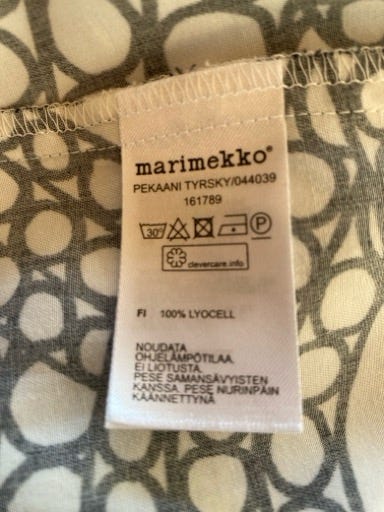 marimekko®
PEKAANI TYRSKY/044039
161789
30° P
clevercare.info
FI 100% LYOCELL
NOUDATA
OHJELÄMPÖTILAA.
EI LIOTUSTA.
PESE SAMANSÄVYISTEN
KANSSA. PESE NURINPÄIN
KÄÄNNETTYNÄ